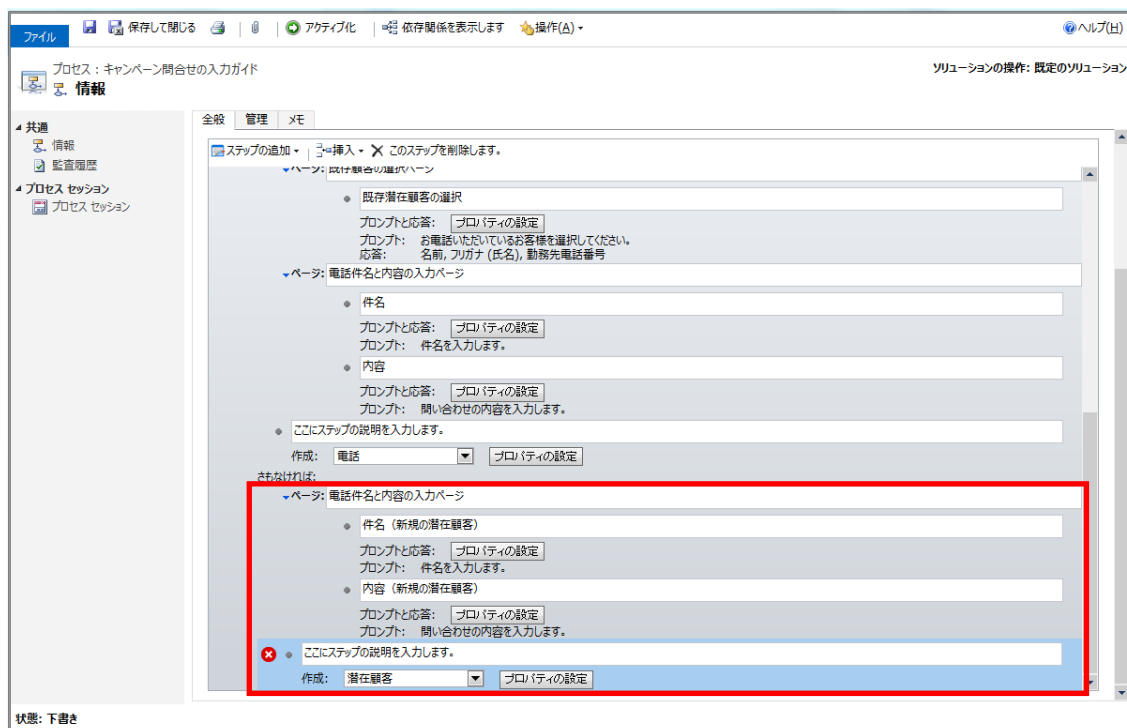 ファイル 保存して閉じる アクティブ化 依存関係を表示します 操作(A) ヘルプ(H)
プロセス：キャンペーン問合せの入力ガイド
情報
ソリューションの操作: 既定のソリューション
共通
情報
監査履歴
プロセス セッション
プロセス セッション
全般 管理 メモ
ステップの追加 挿入 このステップを削除します。
ページ: 既存顧客の選択ページ
既存潜在顧客の選択
プロンプトと応答: プロパティの設定
プロンプト: お電話いただいているお客様を選択してください。
応答: 名前, フリガナ (氏名), 勤務先電話番号
ページ: 電話件名と内容の入力ページ
件名
プロンプトと応答: プロパティの設定
プロンプト: 件名を入力します。
内容
プロンプトと応答: プロパティの設定
プロンプト: 問い合わせの内容を入力します。
ここにステップの説明を入力します。
作成: 電話 プロパティの設定
さもなければ:
ページ: 電話件名と内容の入力ページ
件名（新規の潜在顧客）
プロンプトと応答: プロパティの設定
プロンプト: 件名を入力します。
内容（新規の潜在顧客）
プロンプトと応答: プロパティの設定
プロンプト: 問い合わせの内容を入力します。
ここにステップの説明を入力します。
作成: 潜在顧客 プロパティの設定
状態: 下書き